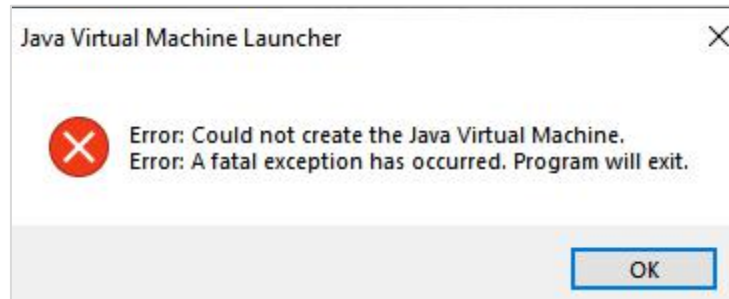 Java Virtual Machine Launcher
Error: Could not create the Java Virtual Machine.
Error: A fatal exception has occurred. Program will exit.
OK